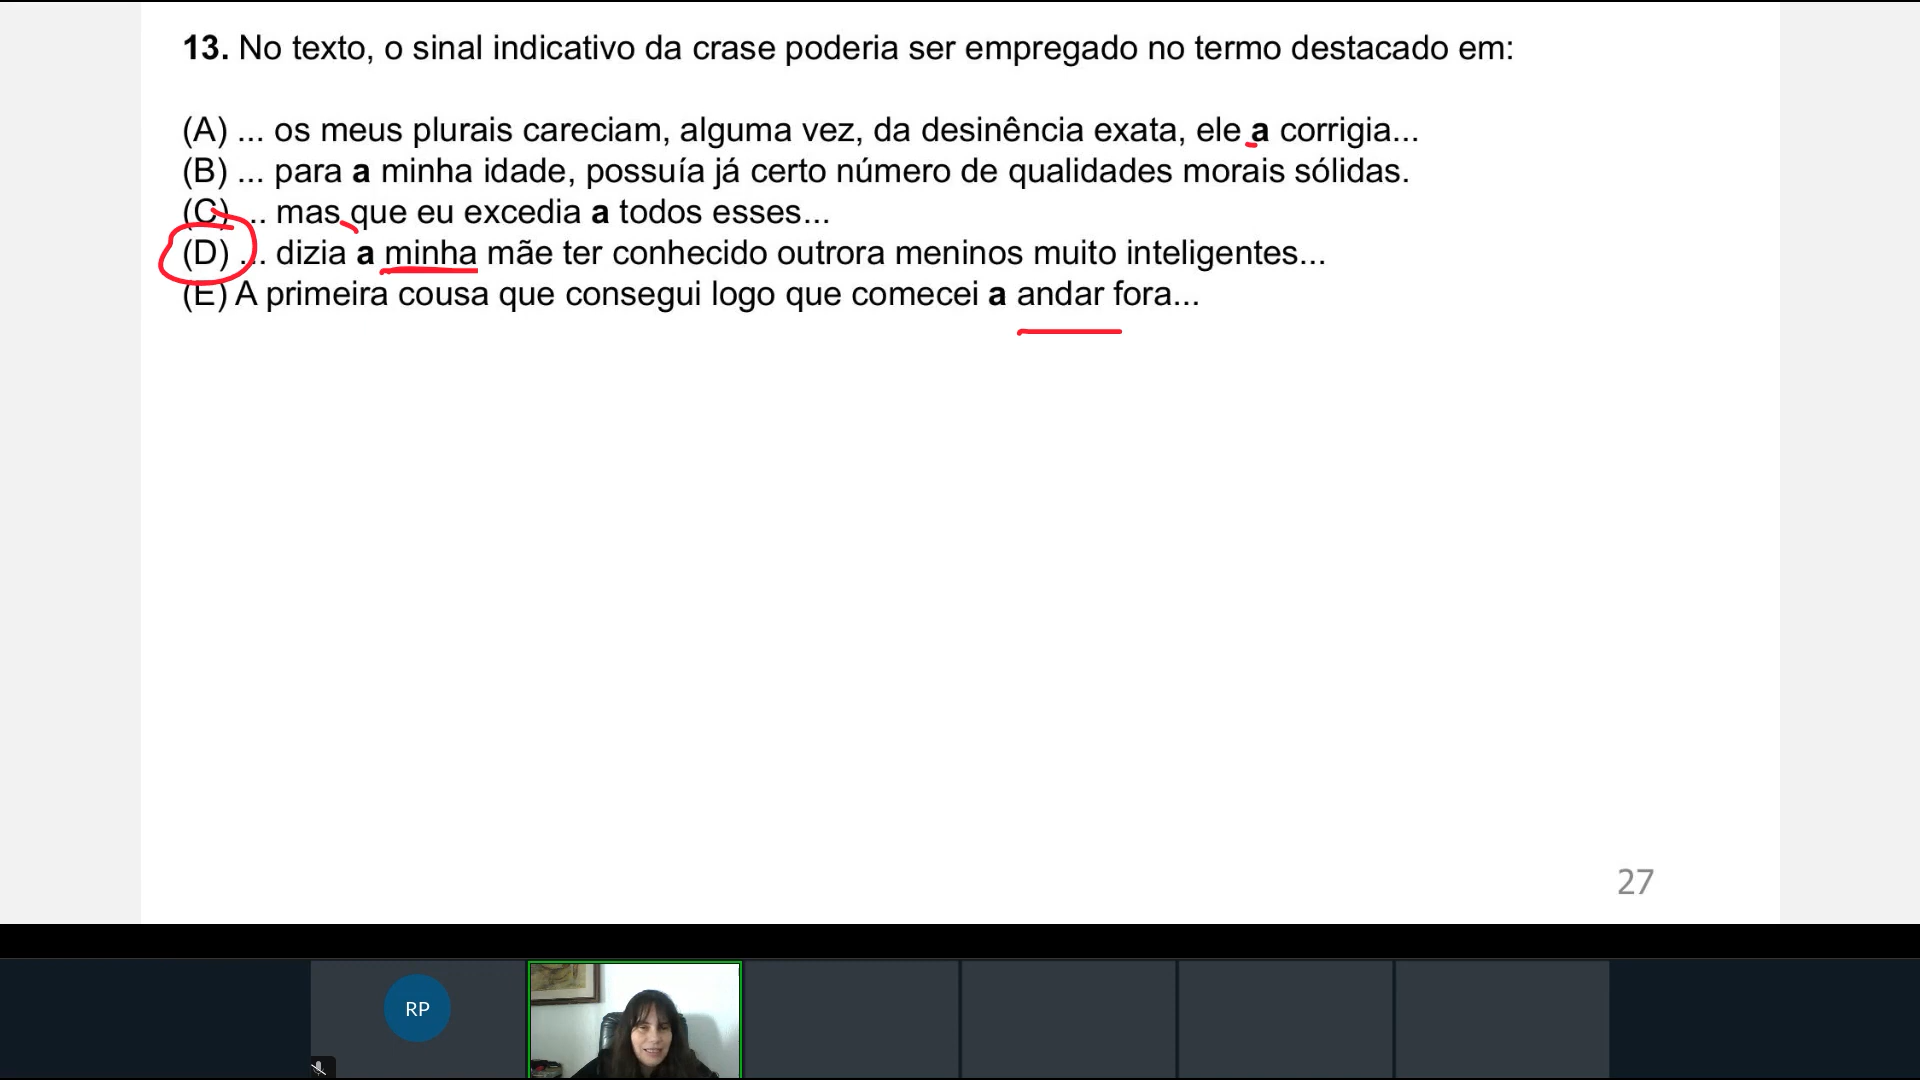 13. No texto, o sinal indicativo da crase poderia ser empregado no termo destacado em:
(A) ... os meus plurais careciam, alguma vez, da desinência exata, ele a corrigia...
(B) ... para a minha idade, possuía já certo número de qualidades morais sólidas.
(C) ... mas que eu excedia a todos esses...
(D) ... dizia a minha mãe ter conhecido outrora meninos muito inteligentes...
(E) A primeira cousa que consegui logo que comecei a andar fora...
27
RP